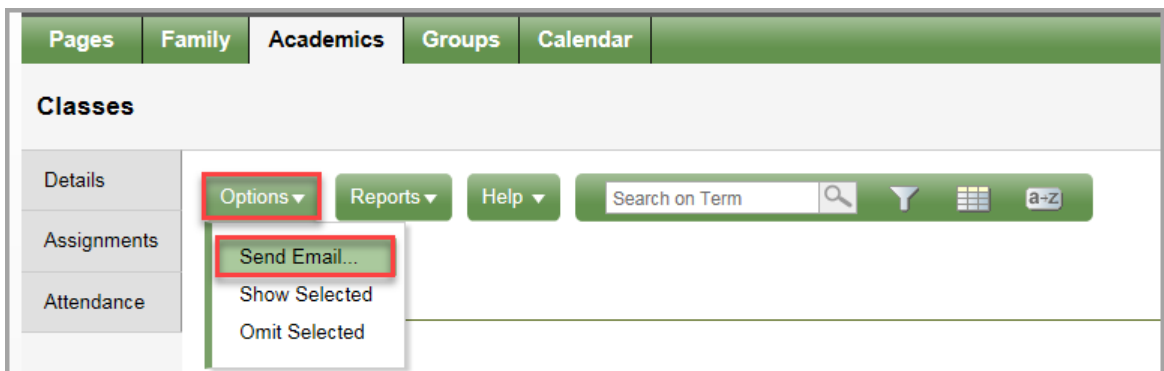 Pages Family Academics Groups Calendar
Classes
Details
Options Reports Help Search on Term a÷Z
Assignments
Send Email...
Attendance
Show Selected
Omit Selected